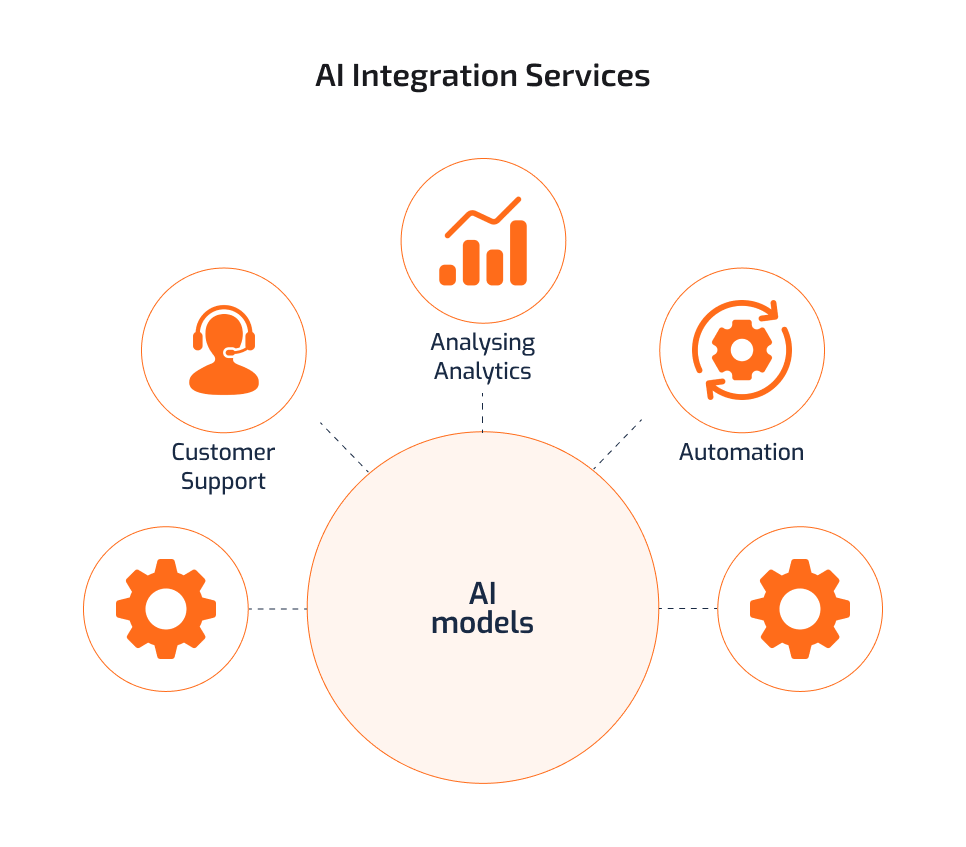 AI Integration Services
Analysing
Analytics
Customer
Support
Automation
AI
models